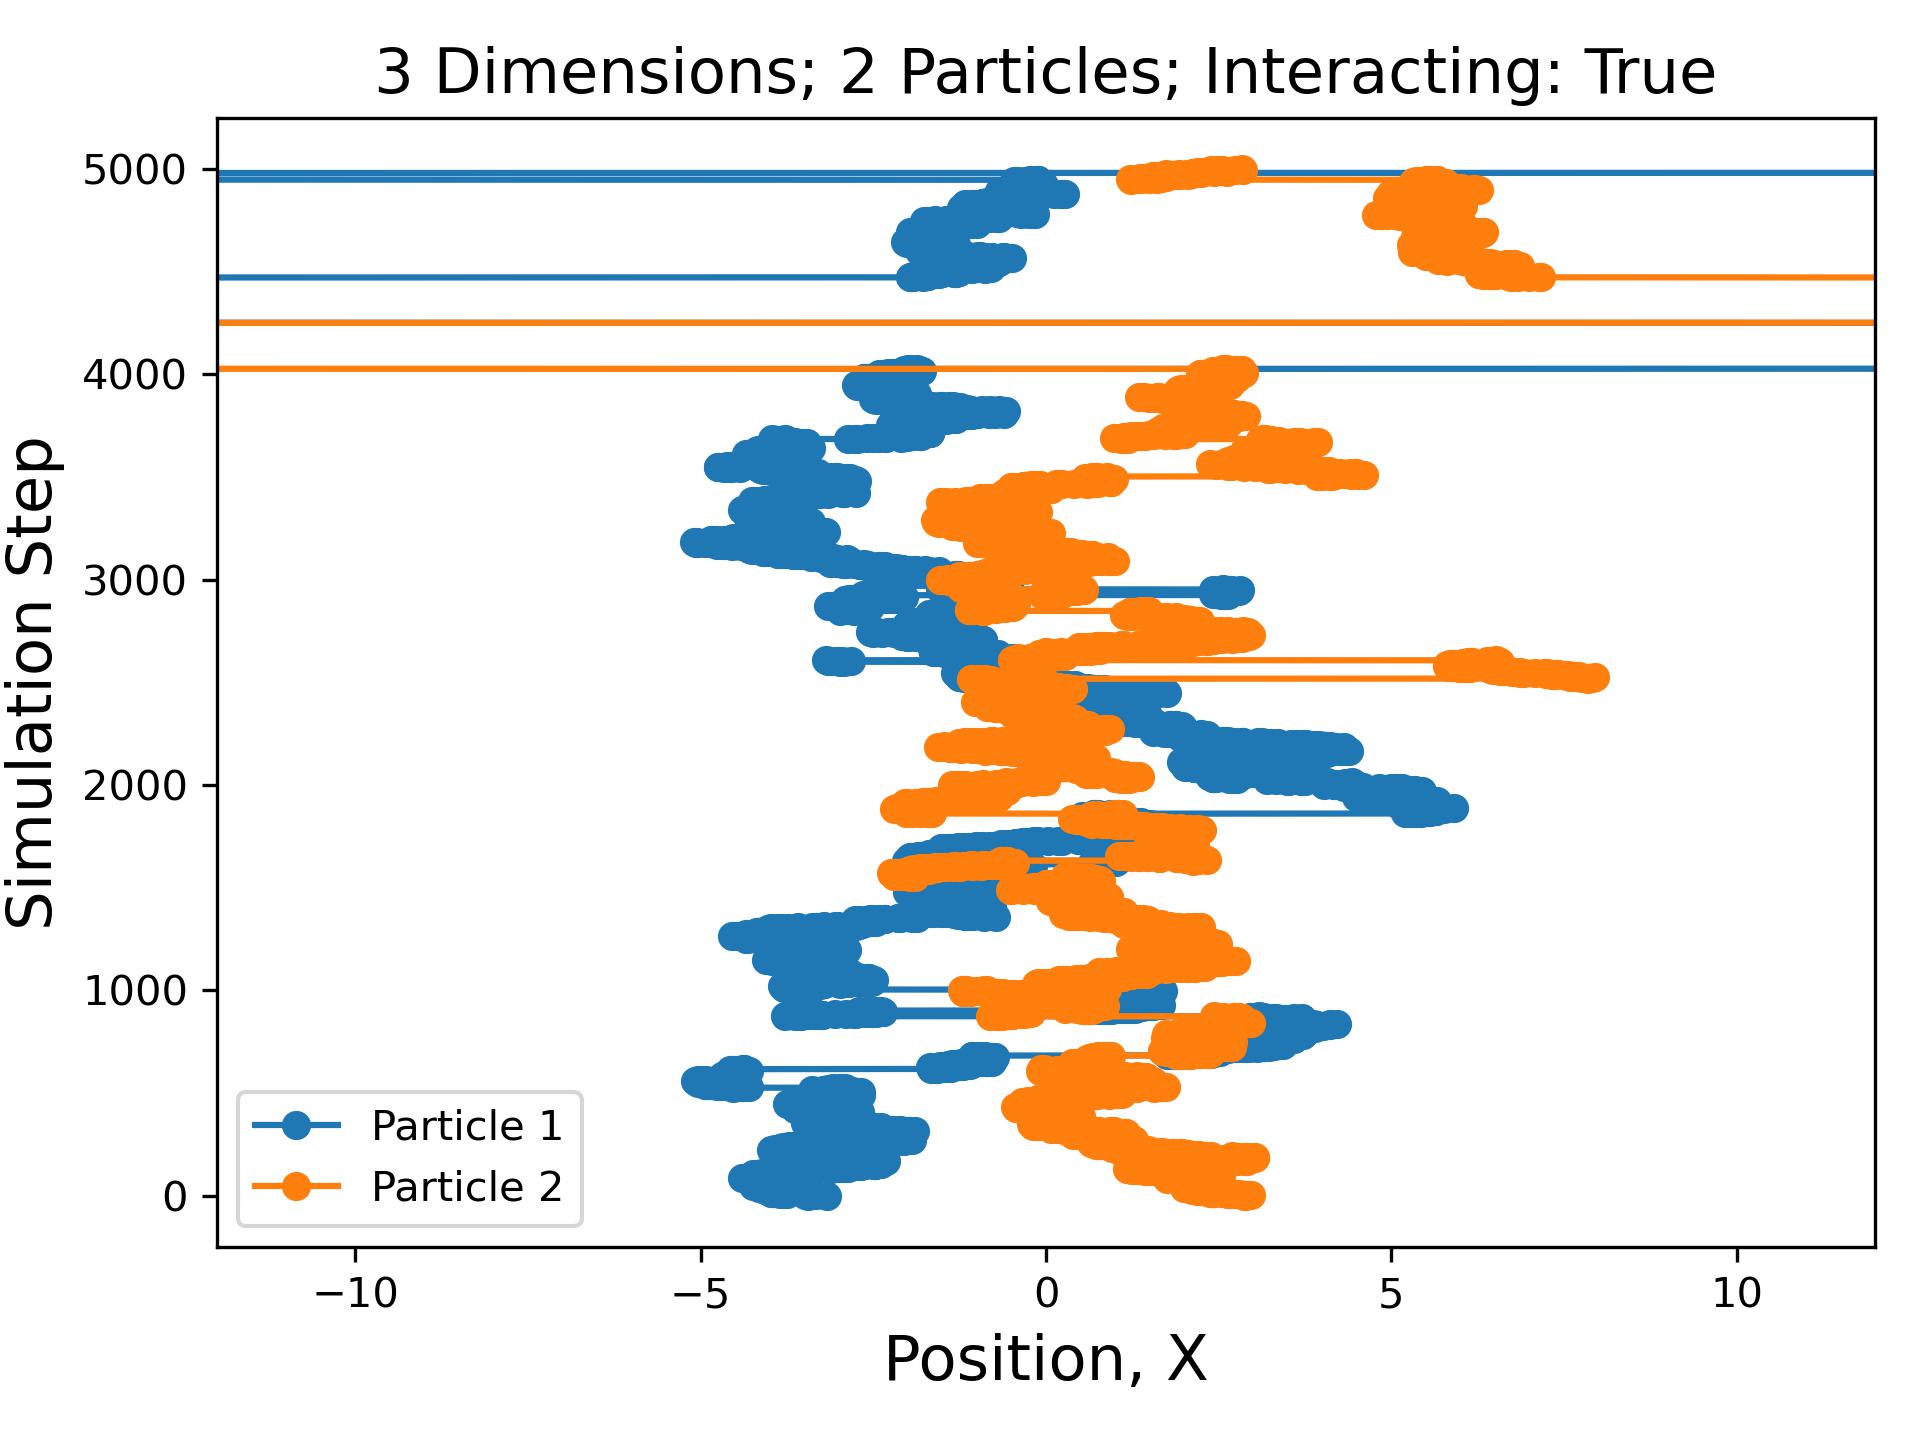 3 Dimensions; 2 Particles; Interacting: True
5000
4000
3000
2000
1000
0
Simulation Step
Particle 1
Particle 2
−10
−5
0
5
10
Position, X